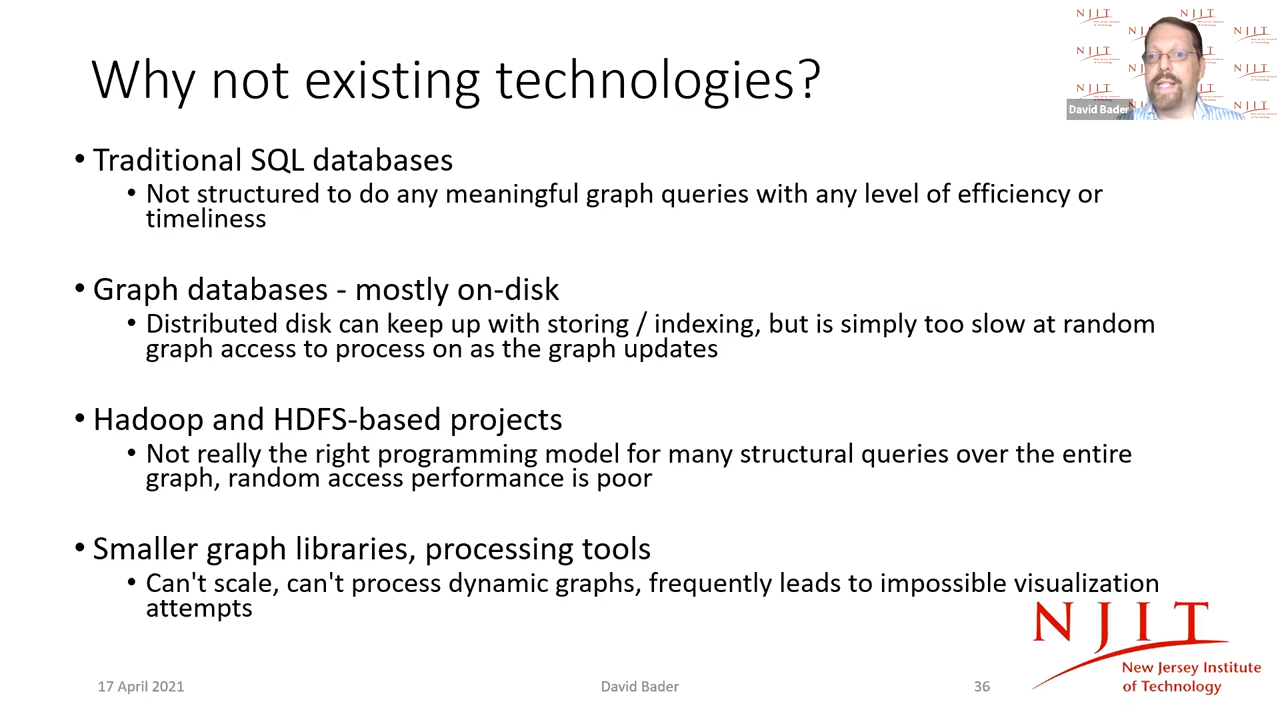 Why not existing technologies?
• Traditional SQL databases
• Not structured to do any meaningful graph queries with any level of efficiency or
timeliness
• Graph databases - mostly on-disk
• Distributed disk can keep up with storing / indexing, but is simply too slow at random
graph access to process on as the graph updates
• Hadoop and HDFS-based projects
• Not really the right programming model for many structural queries over the entire
graph, random access performance is poor
• Smaller graph libraries, processing tools
• Can't scale, can't process dynamic graphs, frequently leads to impossible visualization
attempts
17 April 2021
David Bader
36
NJIT
New Jersey Institute
of Technology
NJIT
David Bader